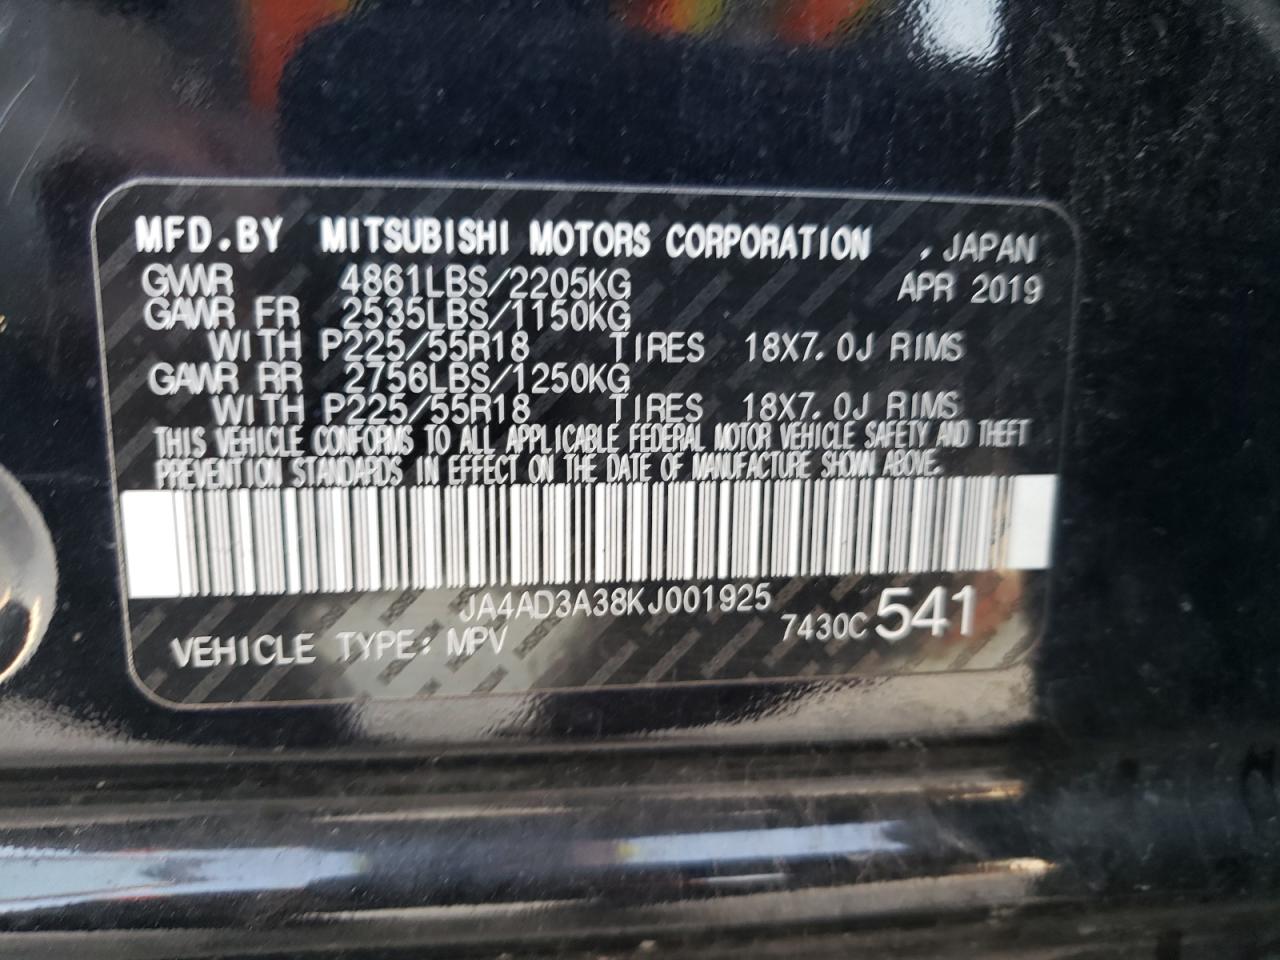 MFD.BY MITSUBISHI MOTORS CORPORATION , JAPAN
GVWR 4861LBS/2205KG APR 2019
GAWR FR 2535LBS/1150KG
WITH P225/55R18 TIRES 18X7.0J RIMS
GAWR RR 2756LBS/1250KG
WITH P225/55R18 TIRES 18X7.0J RIMS
THIS VEHICLE CONFORMS TO ALL APPLICABLE FEDERAL MOTOR VEHICLE SAFETY AND THEFT
PREVENTION STANDARDS IN EFFECT ON THE DATE OF MANUFACTURE SHOWN ABOVE.
JA4AD3A38KJ001925
VEHICLE TYPE: MPV 7430C 541